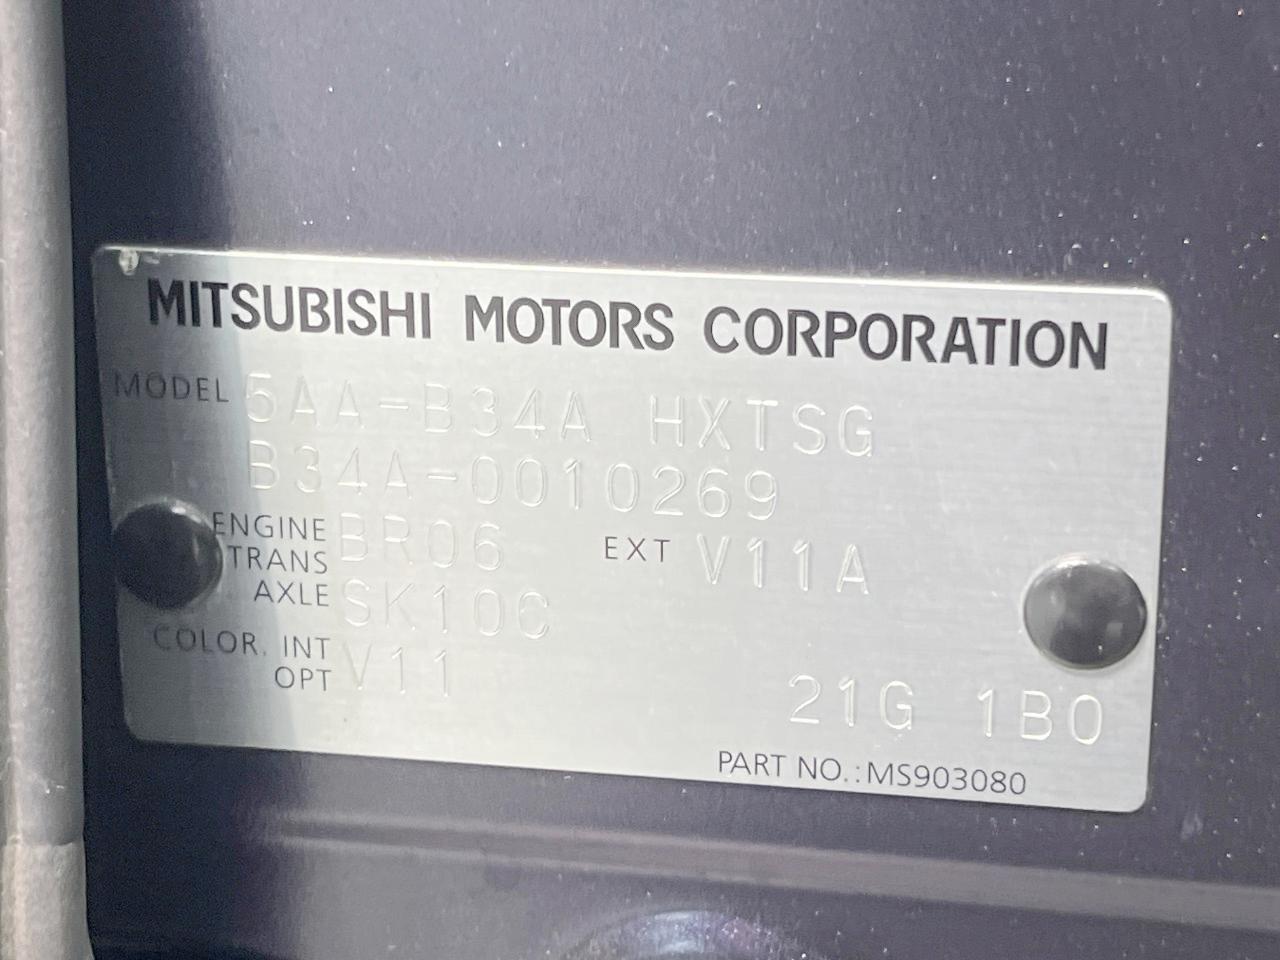 MITSUBISHI MOTORS CORPORATION
MODEL 5AA-B34A HXTSG
B34A-0010269
ENGINE BR06 EXT V11A
TRANS
AXLE SK10C
COLOR. INT V11
OPT
21G 1B0
PART NO.:MS903080